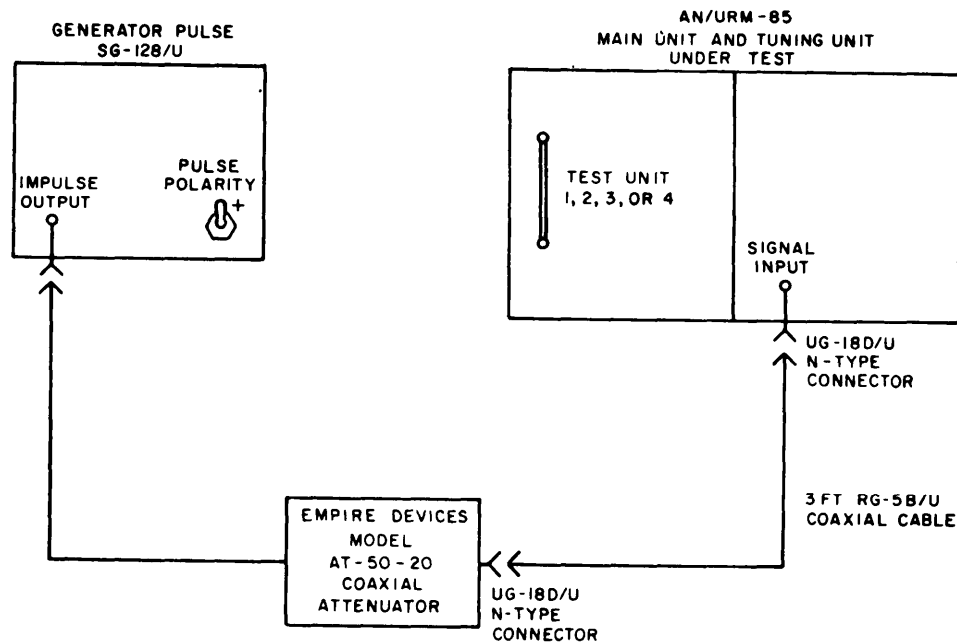 GENERATOR PULSE
SG-128/U
IMPULSE
OUTPUT
PULSE
POLARITY
+
AN/URM-85
MAIN UNIT AND TUNING UNIT
UNDER TEST
TEST UNIT
1, 2, 3, OR 4
SIGNAL
INPUT
UG-18D/U
N-TYPE
CONNECTOR
3 FT RG-5B/U
COAXIAL CABLE
EMPIRE DEVICES
MODEL
AT-50-20
COAXIAL
ATTENUATOR
UG-18D/U
N-TYPE
CONNECTOR